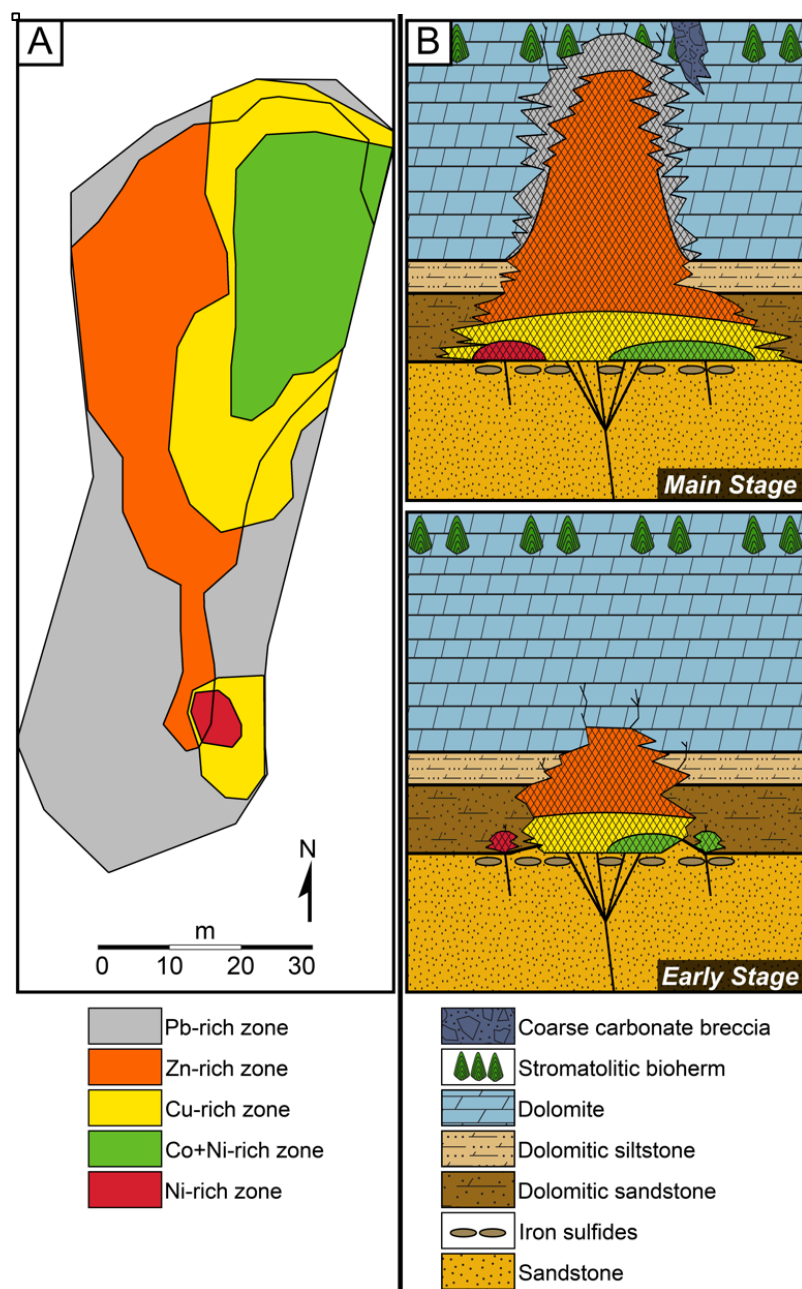 A
N
m
0 10 20 30
Pb-rich zone
Zn-rich zone
Cu-rich zone
Co+Ni-rich zone
Ni-rich zone
B
Main Stage
Early Stage
Coarse carbonate breccia
Stromatolitic bioherm
Dolomite
Dolomitic siltstone
Dolomitic sandstone
Iron sulfides
Sandstone